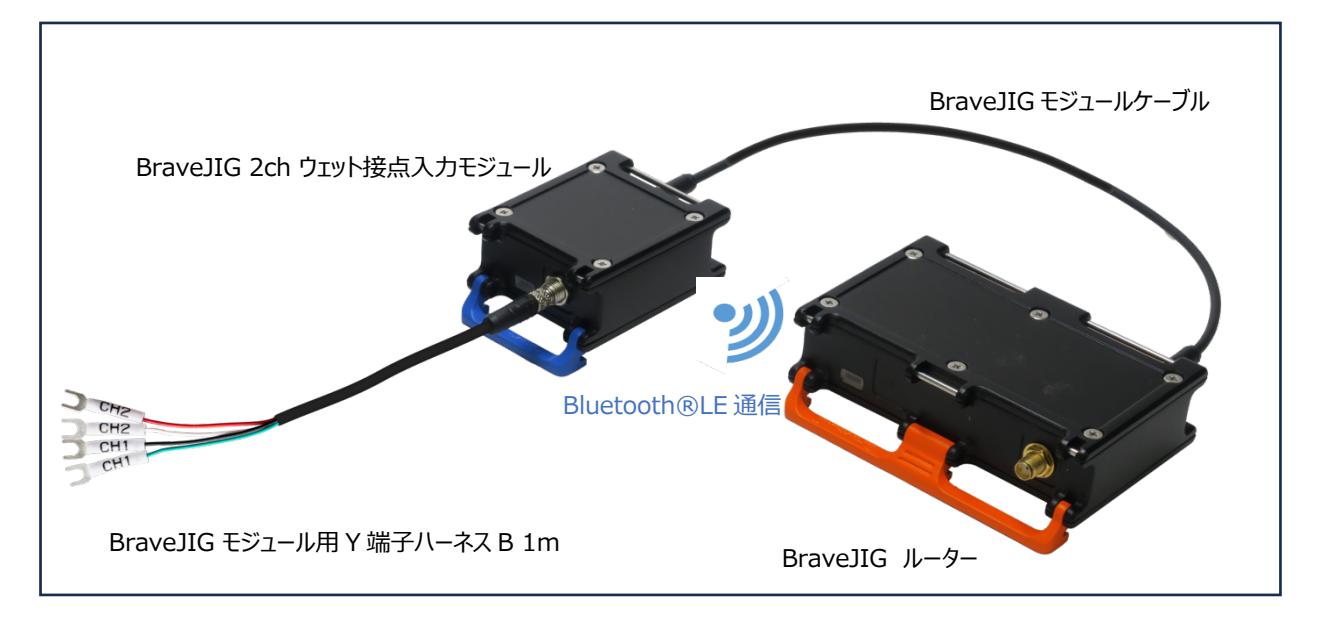 BraveJIG モジュールケーブル
BraveJIG 2ch ウェット接点入力モジュール
Bluetooth®LE 通信
CH2
CH2
CH1
CH1
BraveJIG モジュール用 Y 端子ハーネス B 1m
BraveJIG ルーター